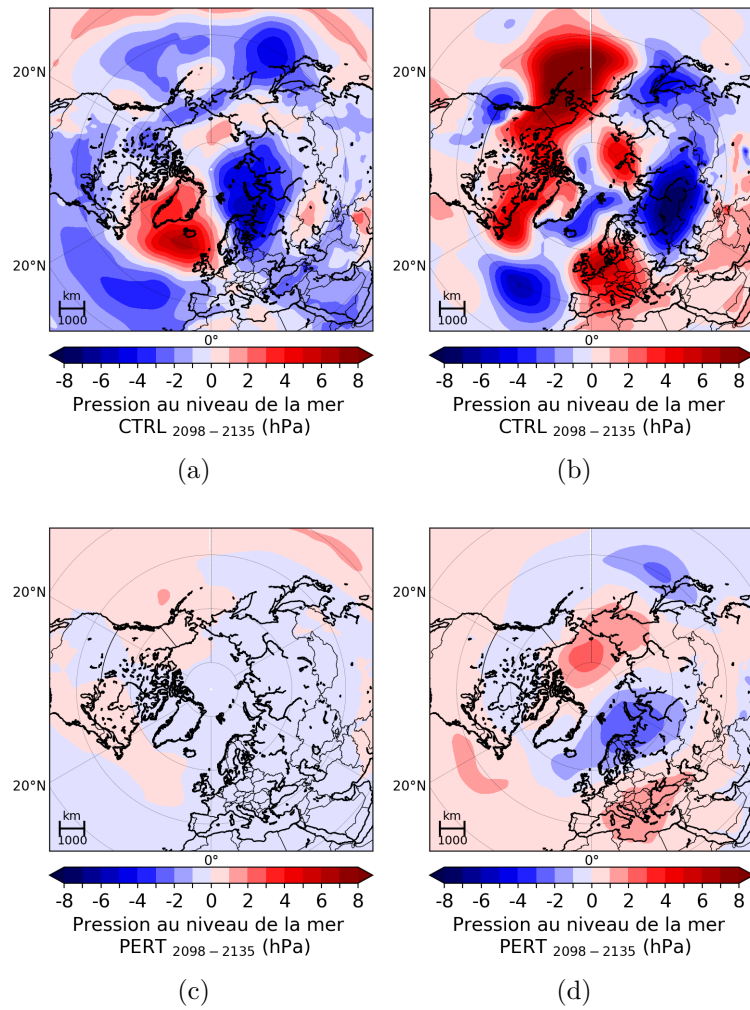 20°N 20°N
20°N 20°N
km km
1000 1000
0° 0°
-8 -6 -4 -2 0 2 4 6 8 -8 -6 -4 -2 0 2 4 6 8
Pression au niveau de la mer Pression au niveau de la mer
CTRL 2098 − 2135 (hPa) CTRL 2098 − 2135 (hPa)
(a) (b)
20°N 20°N
20°N 20°N
km km
1000 1000
0° 0°
-8 -6 -4 -2 0 2 4 6 8 -8 -6 -4 -2 0 2 4 6 8
Pression au niveau de la mer Pression au niveau de la mer
PERT 2098 − 2135 (hPa) PERT 2098 − 2135 (hPa)
(c) (d)